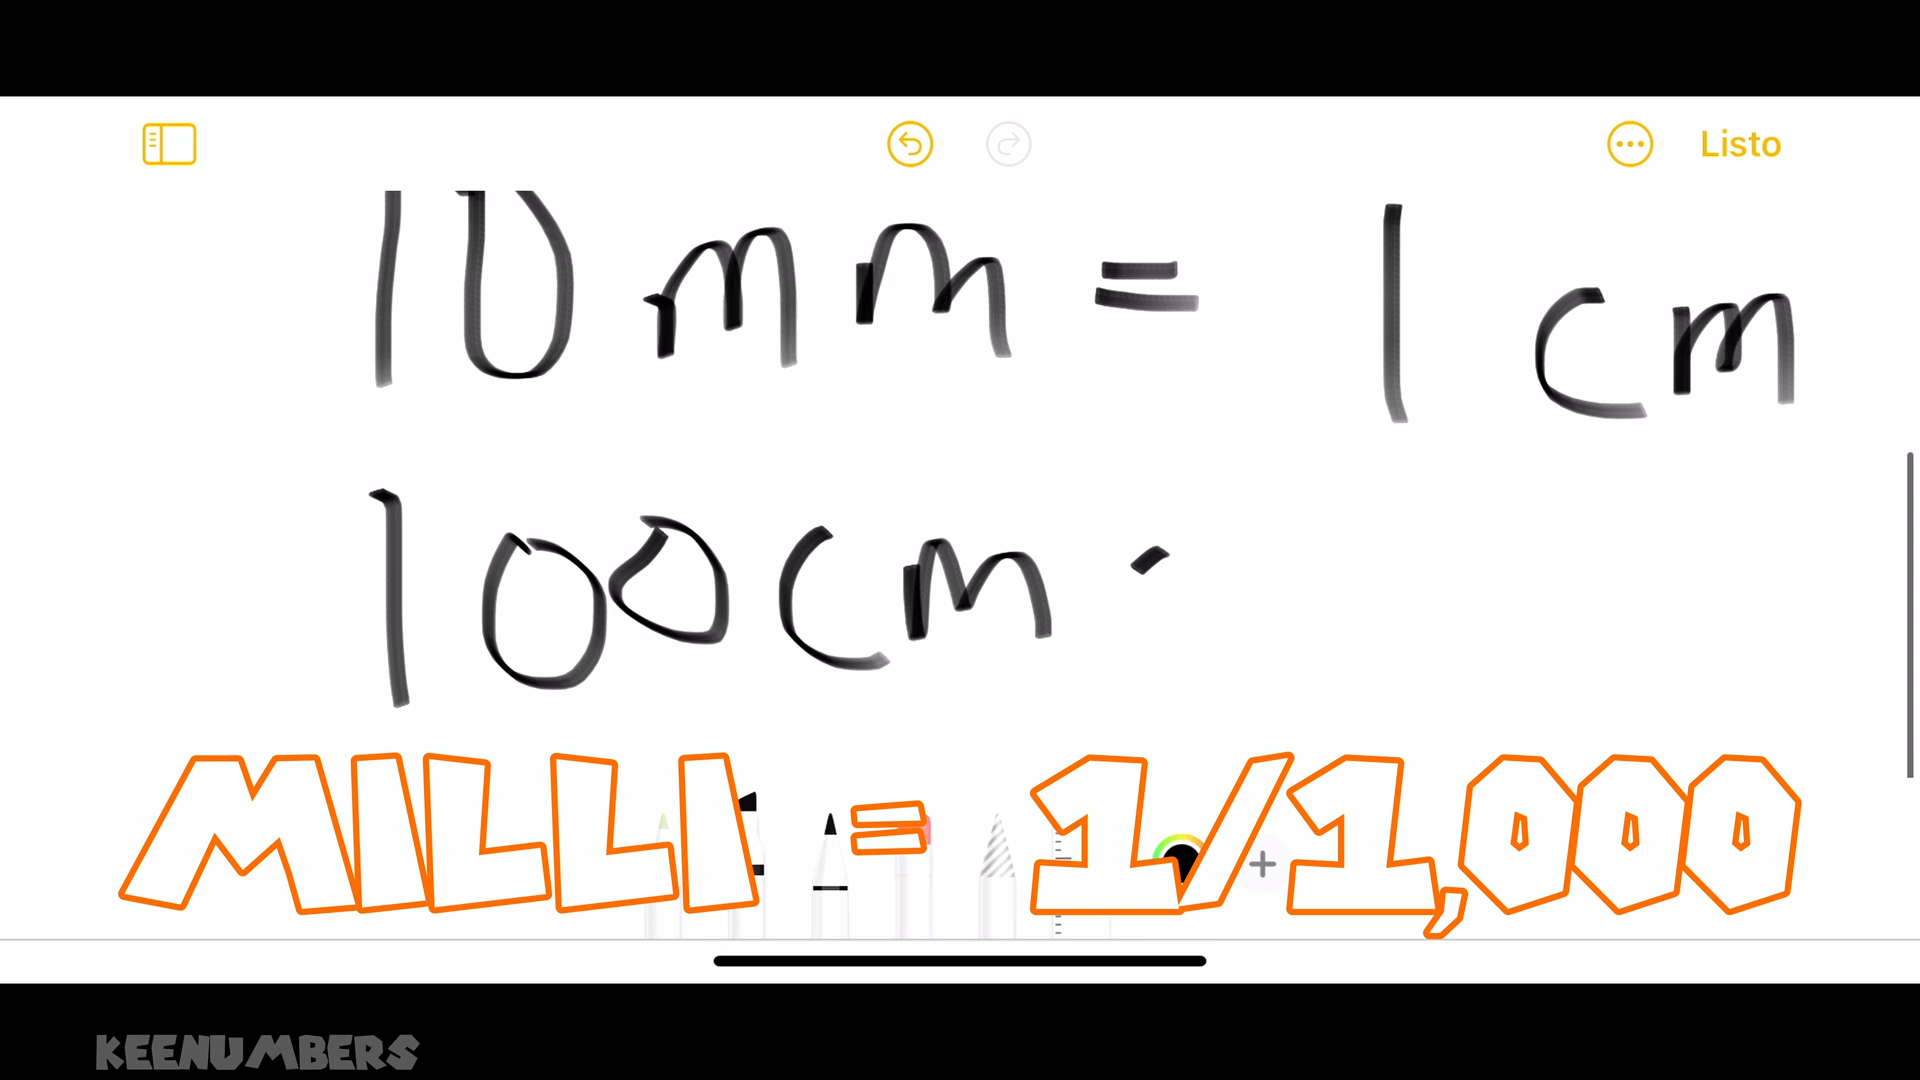 Listo
10 mm = 1 cm
100 cm
MILLI = 1/1,000
KEENUMBERS